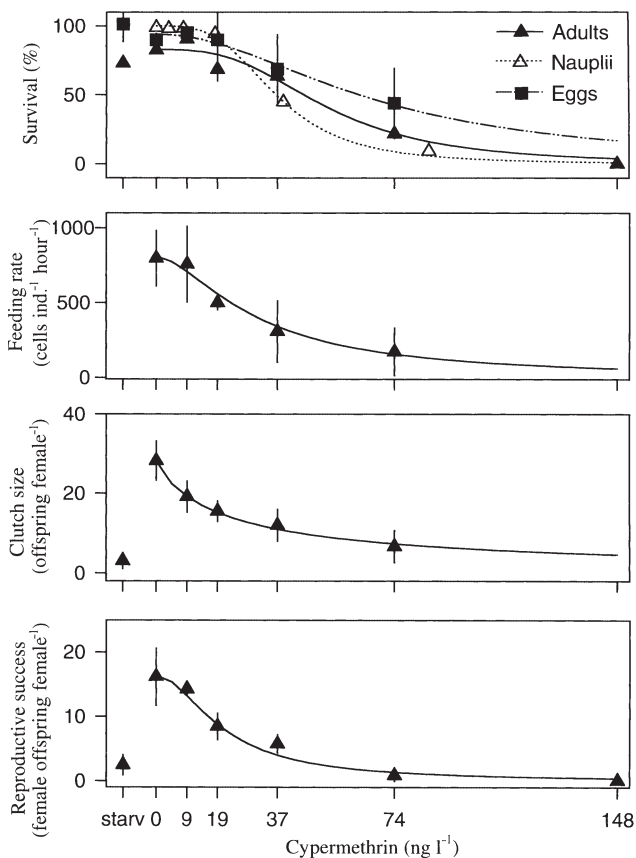 100
50
0
Survival (%)
Adults
Nauplii
Eggs
1000
500
0
Feeding rate
(cells ind.⁻¹ hour⁻¹)
40
20
0
Clutch size
(offspring female⁻¹)
20
10
0
Reproductive success
(female offspring female⁻¹)
starv 0 9 19 37 74 148
Cypermethrin (ng l⁻¹)